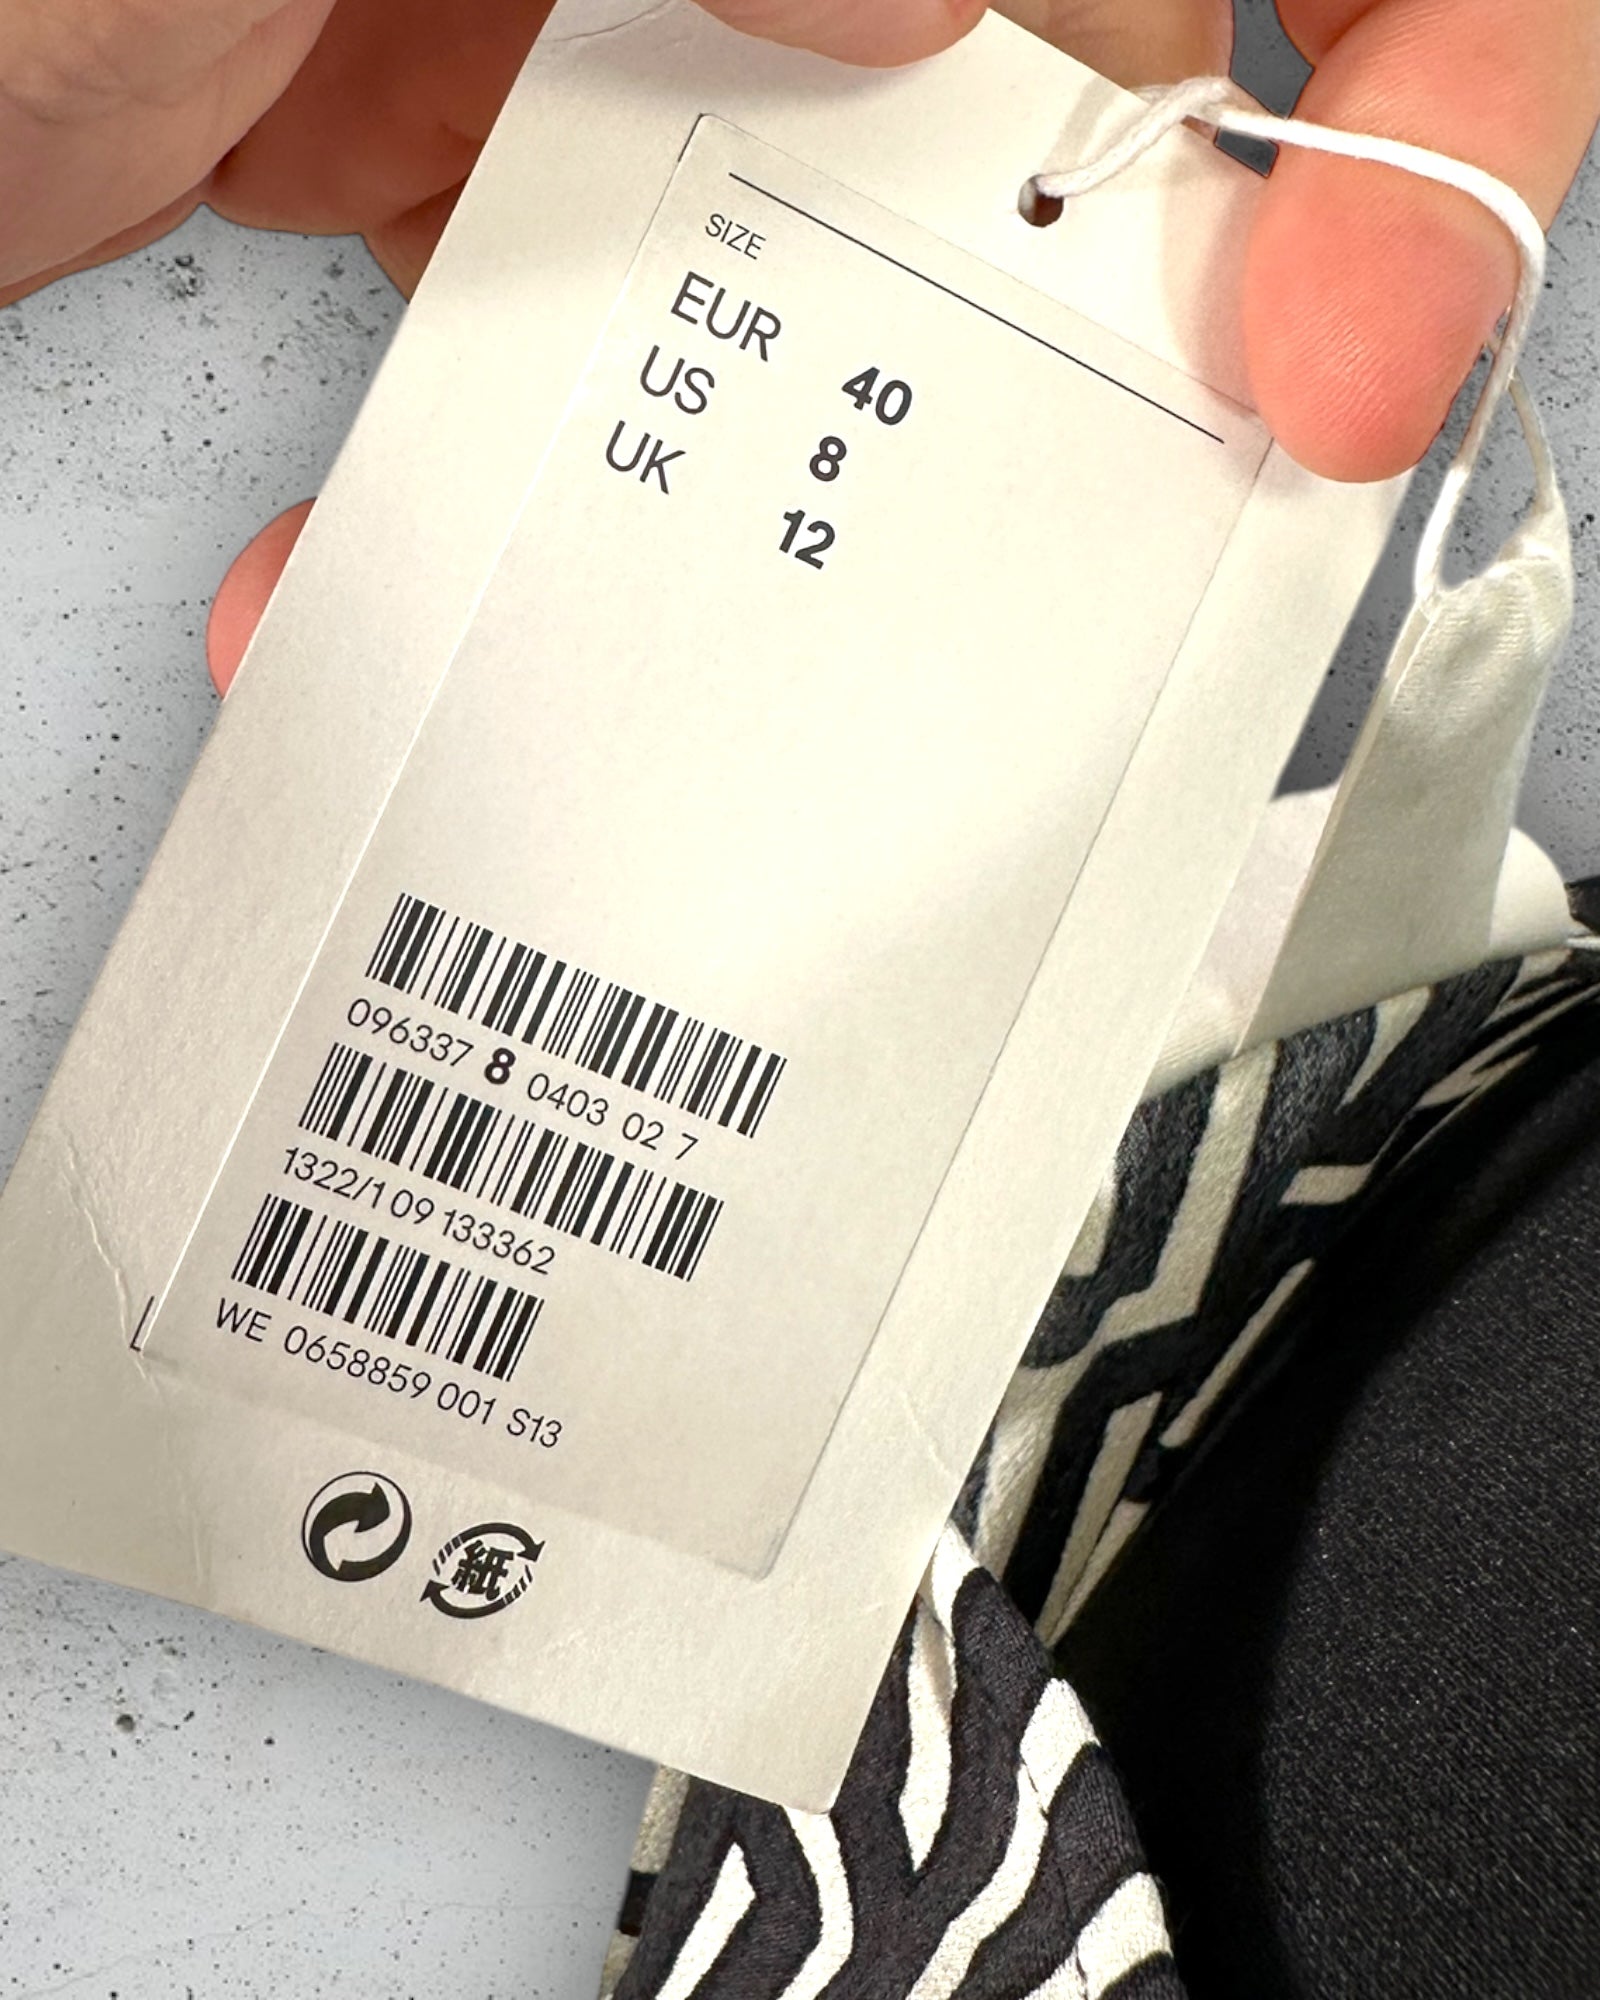 SIZE
EUR 40
US 8
UK 12
096337 8 0403 02 7
1322/1 09 133362
WE 0658859 001 S13
紙